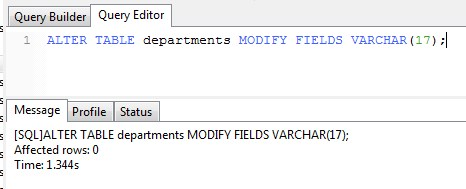 Query Builder Query Editor
1 ALTER TABLE departments MODIFY FIELDS VARCHAR(17);
Message Profile Status
[SQL]ALTER TABLE departments MODIFY FIELDS VARCHAR(17);
Affected rows: 0
Time: 1.344s